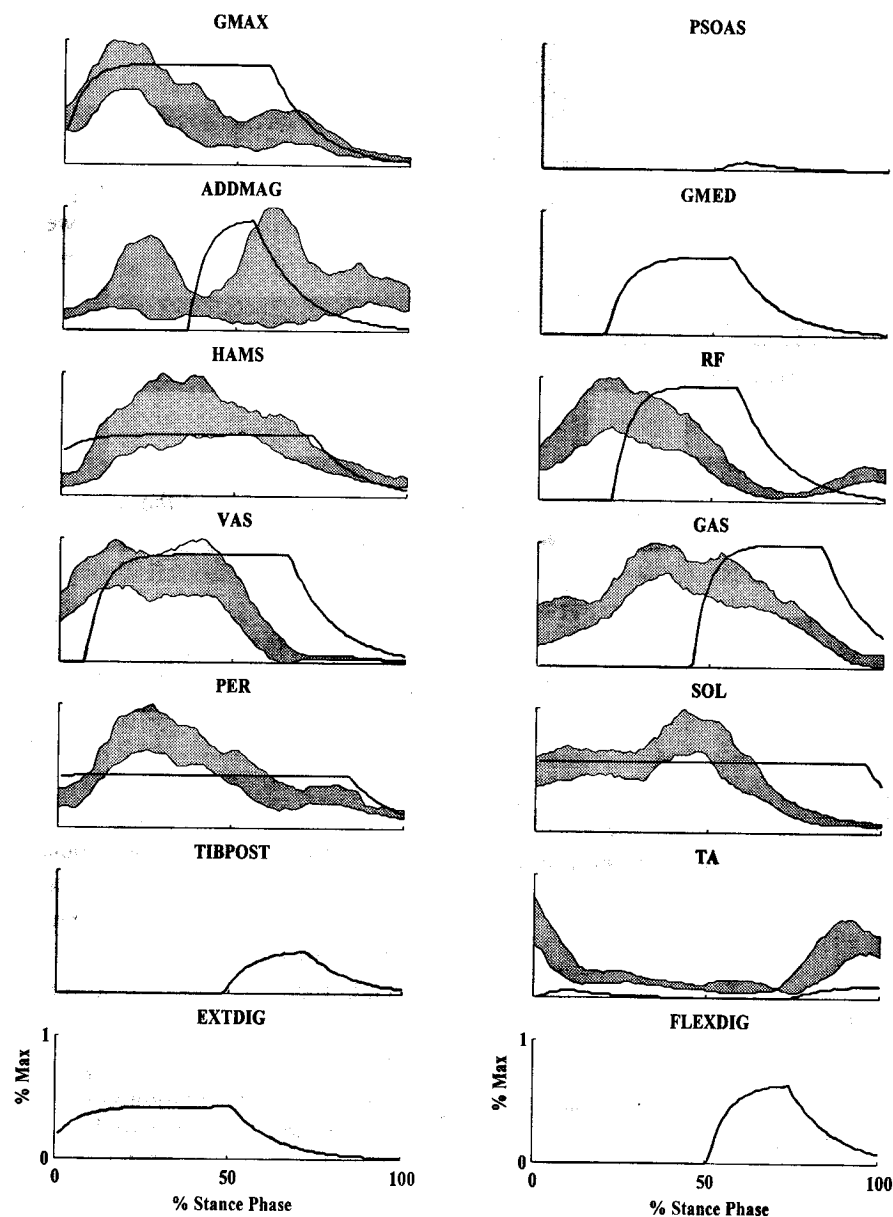 GMAX
PSOAS
ADDMAG
GMED
HAMS
RF
VAS
GAS
PER
SOL
TIBPOST
TA
EXTDIG
FLEXDIG
1
% Max
0
0
50
100
% Stance Phase
1
% Max
0
0
50
100
% Stance Phase